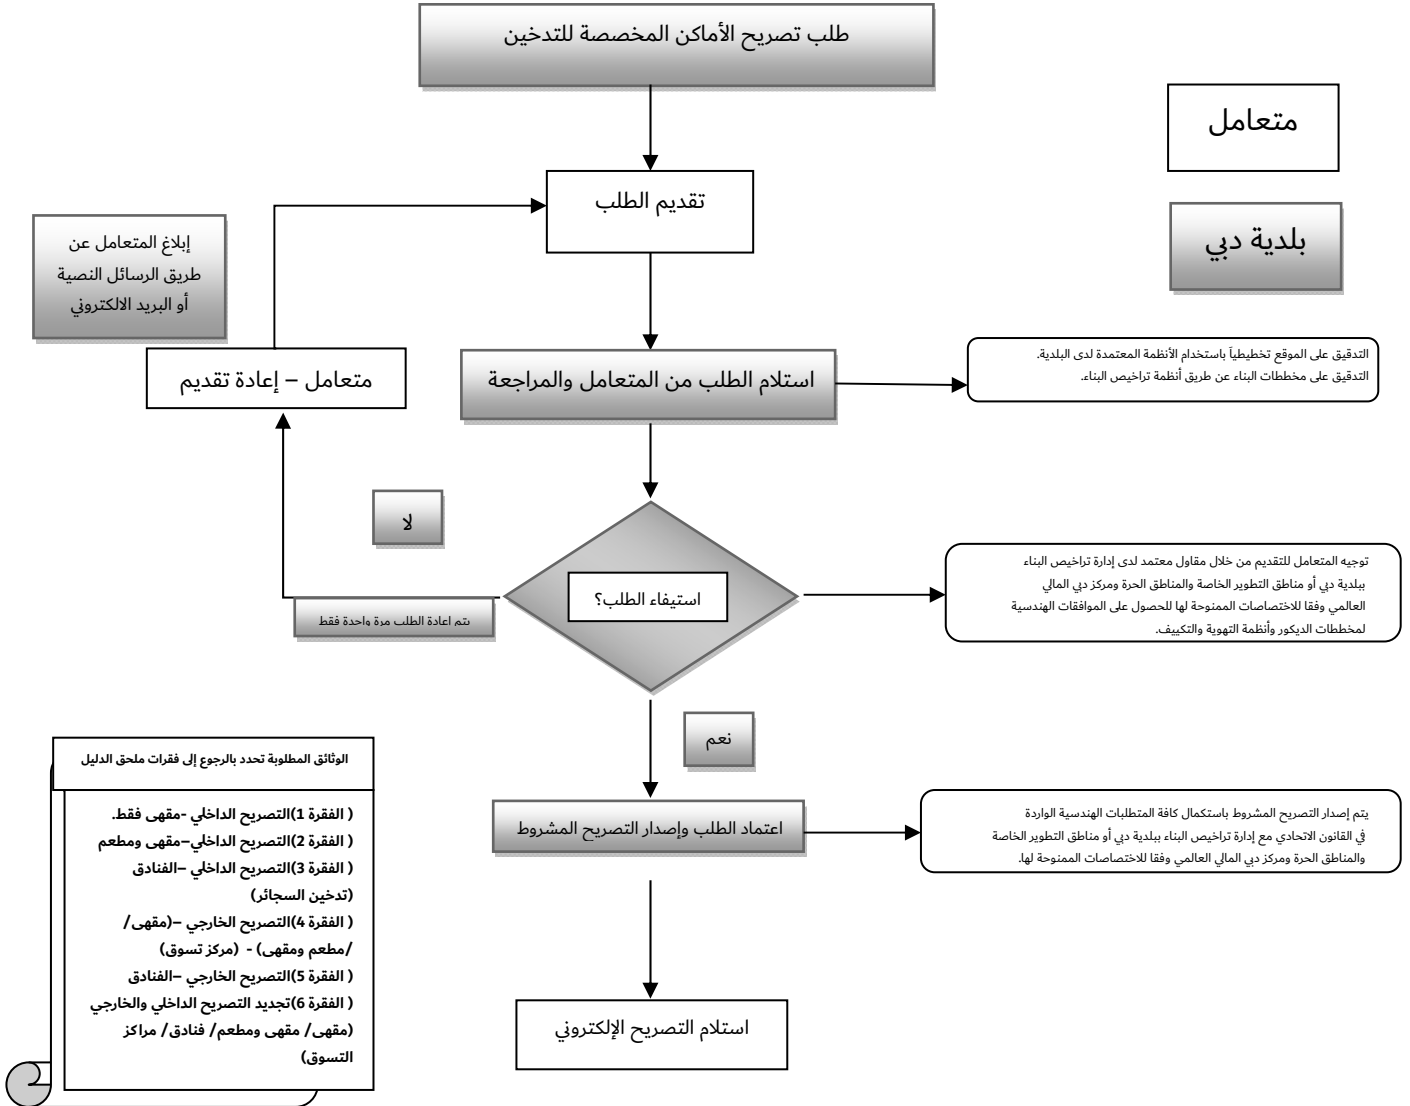 طلب تصريح الأماكن المخصصة للتدخين
متعامل
بلدية دبي
تقديم الطلب
إبلاغ المتعامل عن
طريق الرسائل النصية
أو البريد الالكتروني
متعامل – إعادة تقديم
استلام الطلب من المتعامل والمراجعة
التدقيق على الموقع تخطيطياً باستخدام الأنظمة المعتمدة لدى البلدية.
التدقيق على مخططات البناء عن طريق أنظمة تراخيص البناء.
لا
استيفاء الطلب؟
يتم اعادة الطلب مرة واحدة فقط
توجيه المتعامل للتقديم من خلال مقاول معتمد لدى إدارة تراخيص البناء
ببلدية دبي أو مناطق التطوير الخاصة والمناطق الحرة ومركز دبي المالي
العالمي وفقا للاختصاصات الممنوحة لها للحصول على الموافقات الهندسية
لمخططات الديكور وأنظمة التهوية والتكييف.
نعم
اعتماد الطلب وإصدار التصريح المشروط
يتم إصدار التصريح المشروط باستكمال كافة المتطلبات الهندسية الواردة
في القانون الاتحادي مع إدارة تراخيص البناء ببلدية دبي أو مناطق التطوير الخاصة
والمناطق الحرة ومركز دبي المالي العالمي وفقا للاختصاصات الممنوحة لها.
استلام التصريح الإلكتروني
الوثائق المطلوبة تحدد بالرجوع إلى فقرات ملحق الدليل
( الفقرة 1)التصريح الداخلي -مقهى فقط.
( الفقرة 2)التصريح الداخلي–مقهى ومطعم
( الفقرة 3)التصريح الداخلي –الفنادق
(تدخين السجائر)
( الفقرة 4)التصريح الخارجي –(مقهى/
/مطعم ومقهى) - (مركز تسوق)
( الفقرة 5)التصريح الخارجي –الفنادق
( الفقرة 6)تجديد التصريح الداخلي والخارجي
(مقهى/ مقهى ومطعم/ فنادق/ مراكز
التسوق)